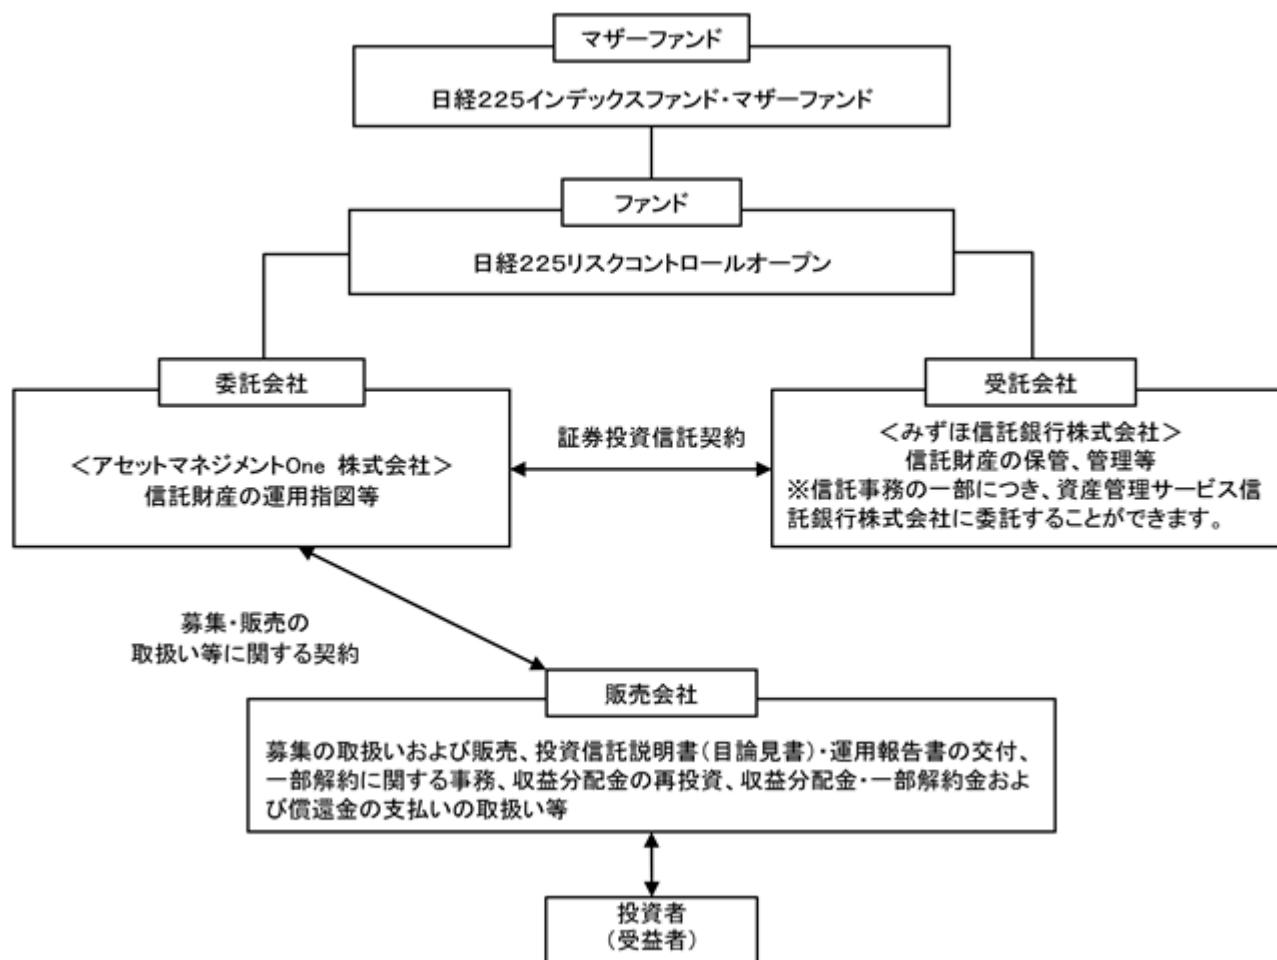 マザーファンド
日経225インデックスファンド・マザーファンド
ファンド
日経225リスクコントロールオープン
委託会社
＜アセットマネジメントOne 株式会社＞
信託財産の運用指図等
証券投資信託契約
受託会社
＜みずほ信託銀行株式会社＞
信託財産の保管、管理等
※信託事務の一部につき、資産管理サービス信
託銀行株式会社に委託することができます。
募集・販売の
取扱い等に関する契約
販売会社
募集の取扱いおよび販売、投資信託説明書（目論見書）・運用報告書の交付、
一部解約に関する事務、収益分配金の再投資、収益分配金・一部解約金およ
び償還金の支払いの取扱い等
投資者
（受益者）